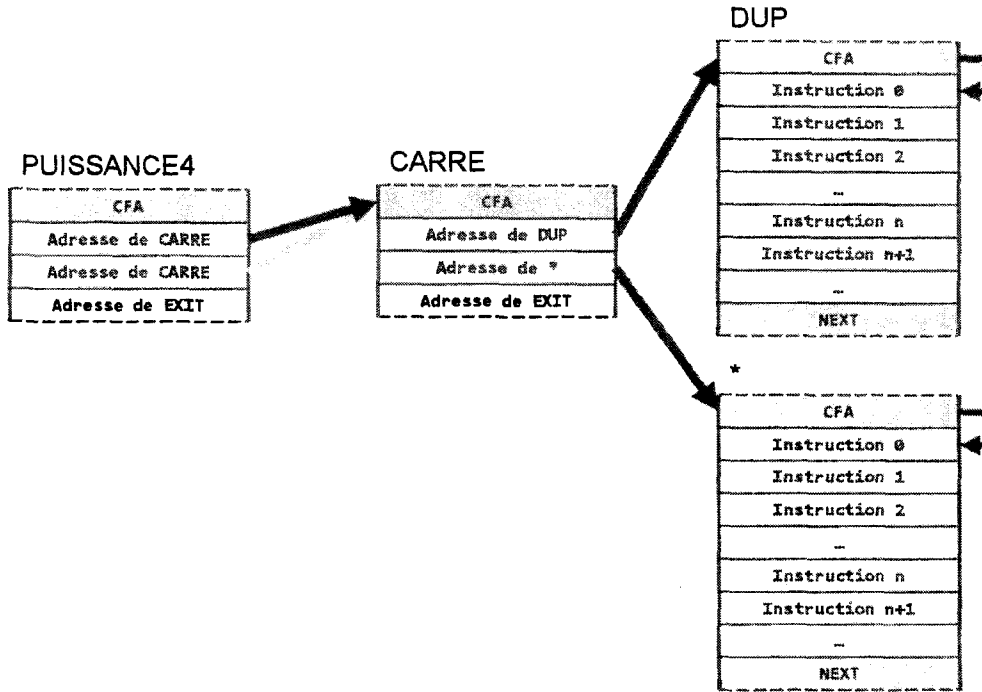 PUISSANCE4
CFA
Adresse de CARRE
Adresse de CARRE
Adresse de EXIT
CARRE
CFA
Adresse de DUP
Adresse de *
Adresse de EXIT
DUP
CFA
Instruction 0
Instruction 1
Instruction 2
…
Instruction n
Instruction n+1
…
NEXT
*
CFA
Instruction 0
Instruction 1
Instruction 2
…
Instruction n
Instruction n+1
…
NEXT